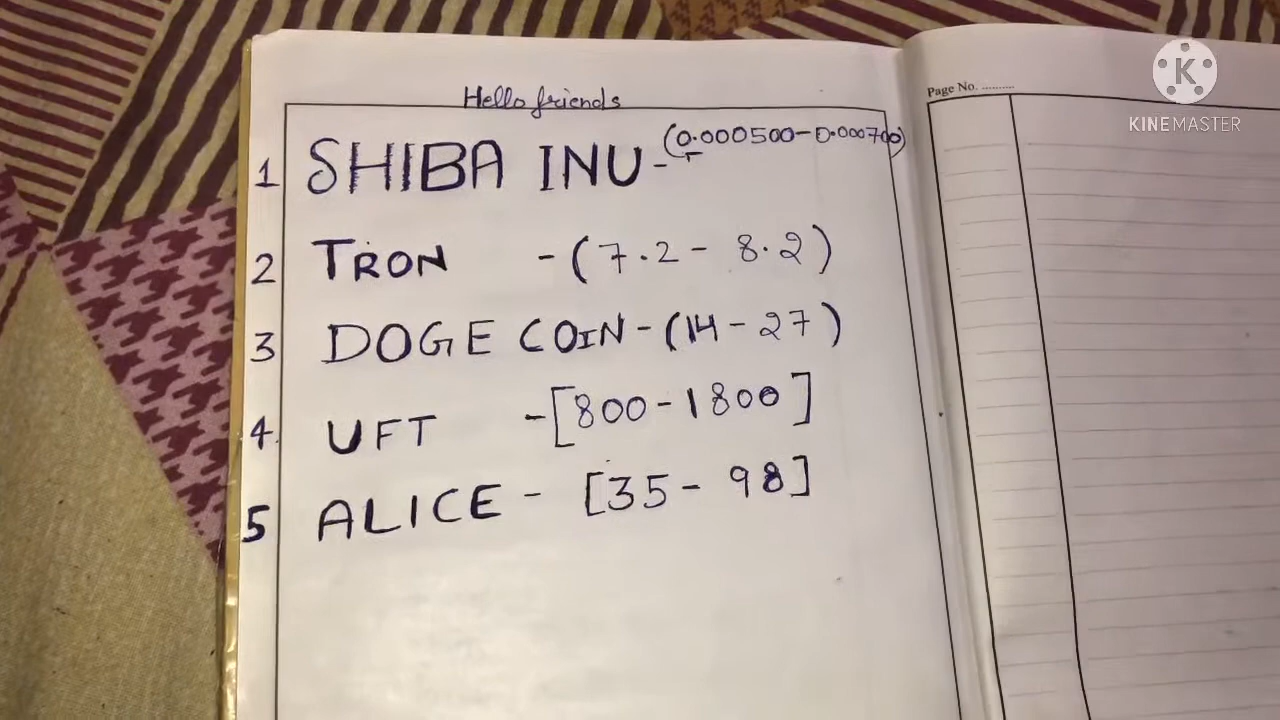 Hello friends
1 SHIBA INU - (0.000500-0.000700)
2 TRON - (7.2 - 8.2)
3 DOGE COIN - (14 - 27)
4. UFT - [800-1800]
5 ALICE - [35 - 98]
Page No. ..........
K
KINEMASTER